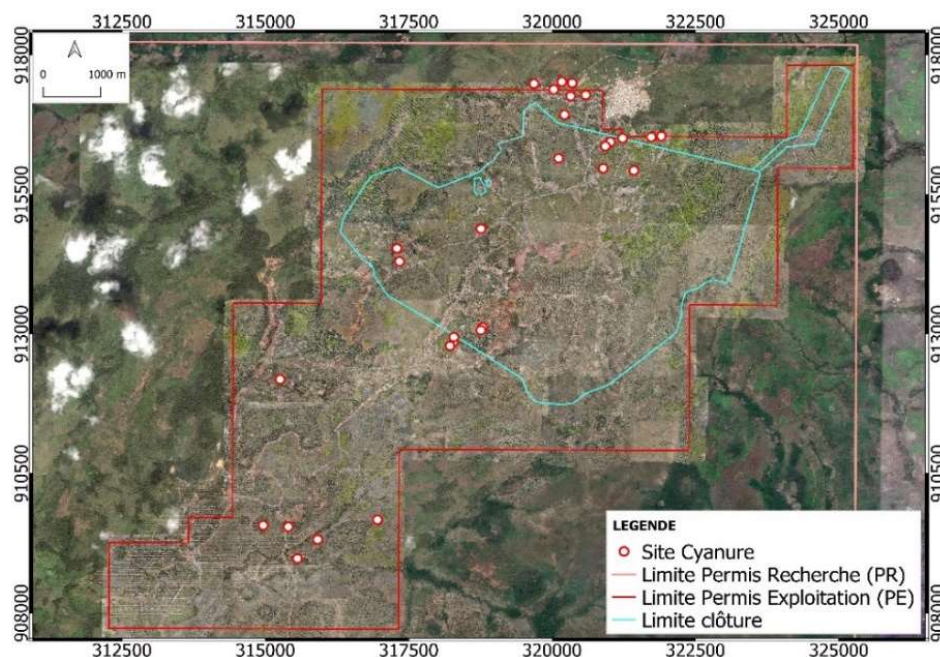 312500 315000 317500 320000 322500 325000
918000 918000
0 1000 m
915500 915500
913000 913000
910500 910500
LEGENDE
Site Cyanure
Limite Permis Recherche (PR)
Limite Permis Exploitation (PE)
Limite clôture
908000 908000
312500 315000 317500 320000 322500 325000